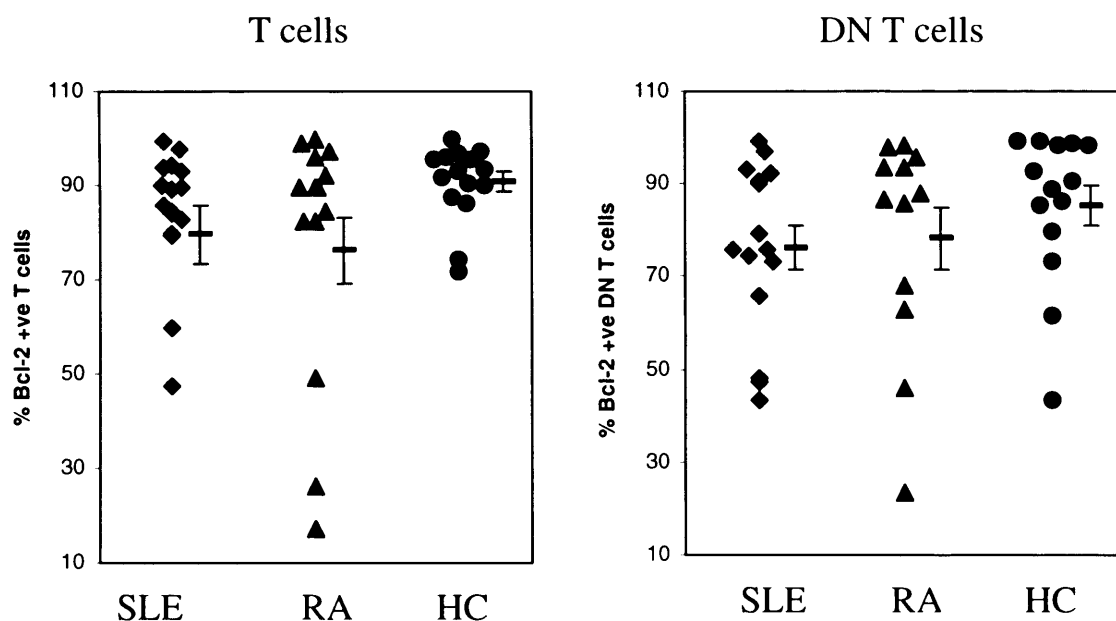 T cells
DN T cells
% Bcl-2 +ve T cells
110
90
70
50
30
10
SLE RA HC
% Bcl-2 +ve DN T cells
110
90
70
50
30
10
SLE RA HC